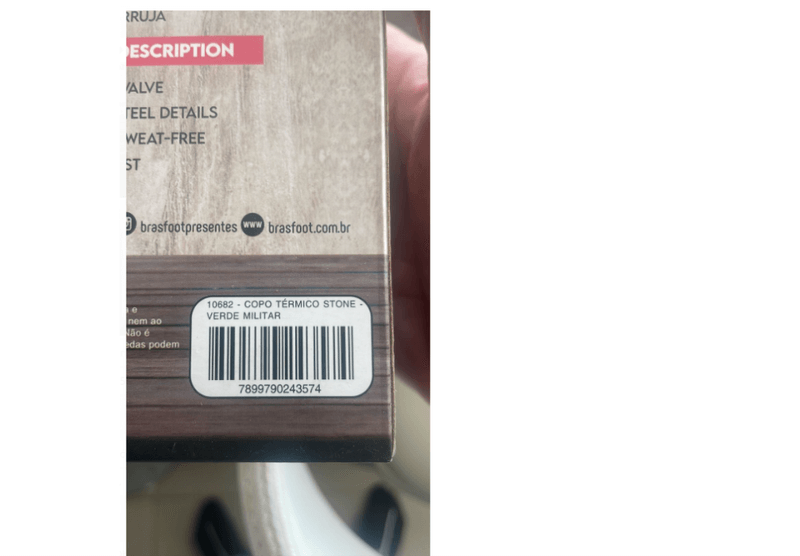 RRUJA
DESCRIPTION
VALVE
TEEL DETAILS
WEAT-FREE
ST
brasfootpresentes www brasfoot.com.br
e
nem ao
Não é
edas podem
10682 - COPO TÉRMICO STONE -
VERDE MILITAR
7899790243574